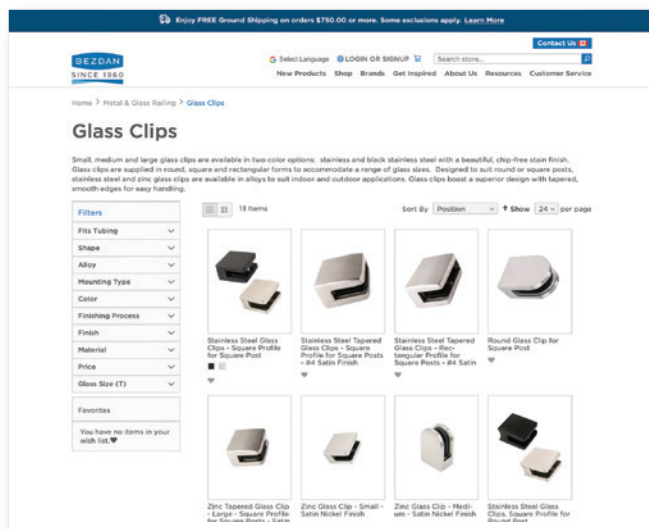 Enjoy FREE Ground Shipping on orders $750.00 or more. Some exclusions apply. Learn More
Contact Us
BEZDAN
SINCE 1960
Select Language LOGIN OR SIGNUP Search store...
New Products Shop Brands Get Inspired About Us Resources Customer Service
Home > Metal & Glass Railing > Glass Clips
Glass Clips
Small, medium and large glass clips are available in two color options: stainless and black stainless steel with a beautiful, chip-free stain finish.
Glass clips are supplied in round, square and rectangular forms to accommodate a range of glass sizes. Designed to suit round or square posts,
stainless steel and zinc glass clips are available in alloys to suit indoor and outdoor applications. Glass clips boast a superior design with tapered,
smooth edges for easy handling.
Filters
Fits Tubing
Shape
Alloy
Mounting Type
Color
Finishing Process
Finish
Material
Price
Glass Size (T)
Favorites
You have no items in your
wish list.
13 Items
Sort By Position Show 24 per page
Stainless Steel Glass
Clips - Square Profile
for Square Post
Stainless Steel Tapered
Glass Clips - Square
Profile for Square Posts
- #4 Satin Finish
Stainless Steel Tapered
Glass Clips - Rec-
tangular Profile for
Square Posts - #4 Satin
Round Glass Clip for
Square Post
Zinc Tapered Glass Clip
- Large - Square Profile
for Square Posts - Satin
Zinc Glass Clip - Small -
Satin Nickel Finish
Zinc Glass Clip - Medi-
um - Satin Nickel Finish
Stainless Steel Glass
Clips, Square Profile for
Round Post